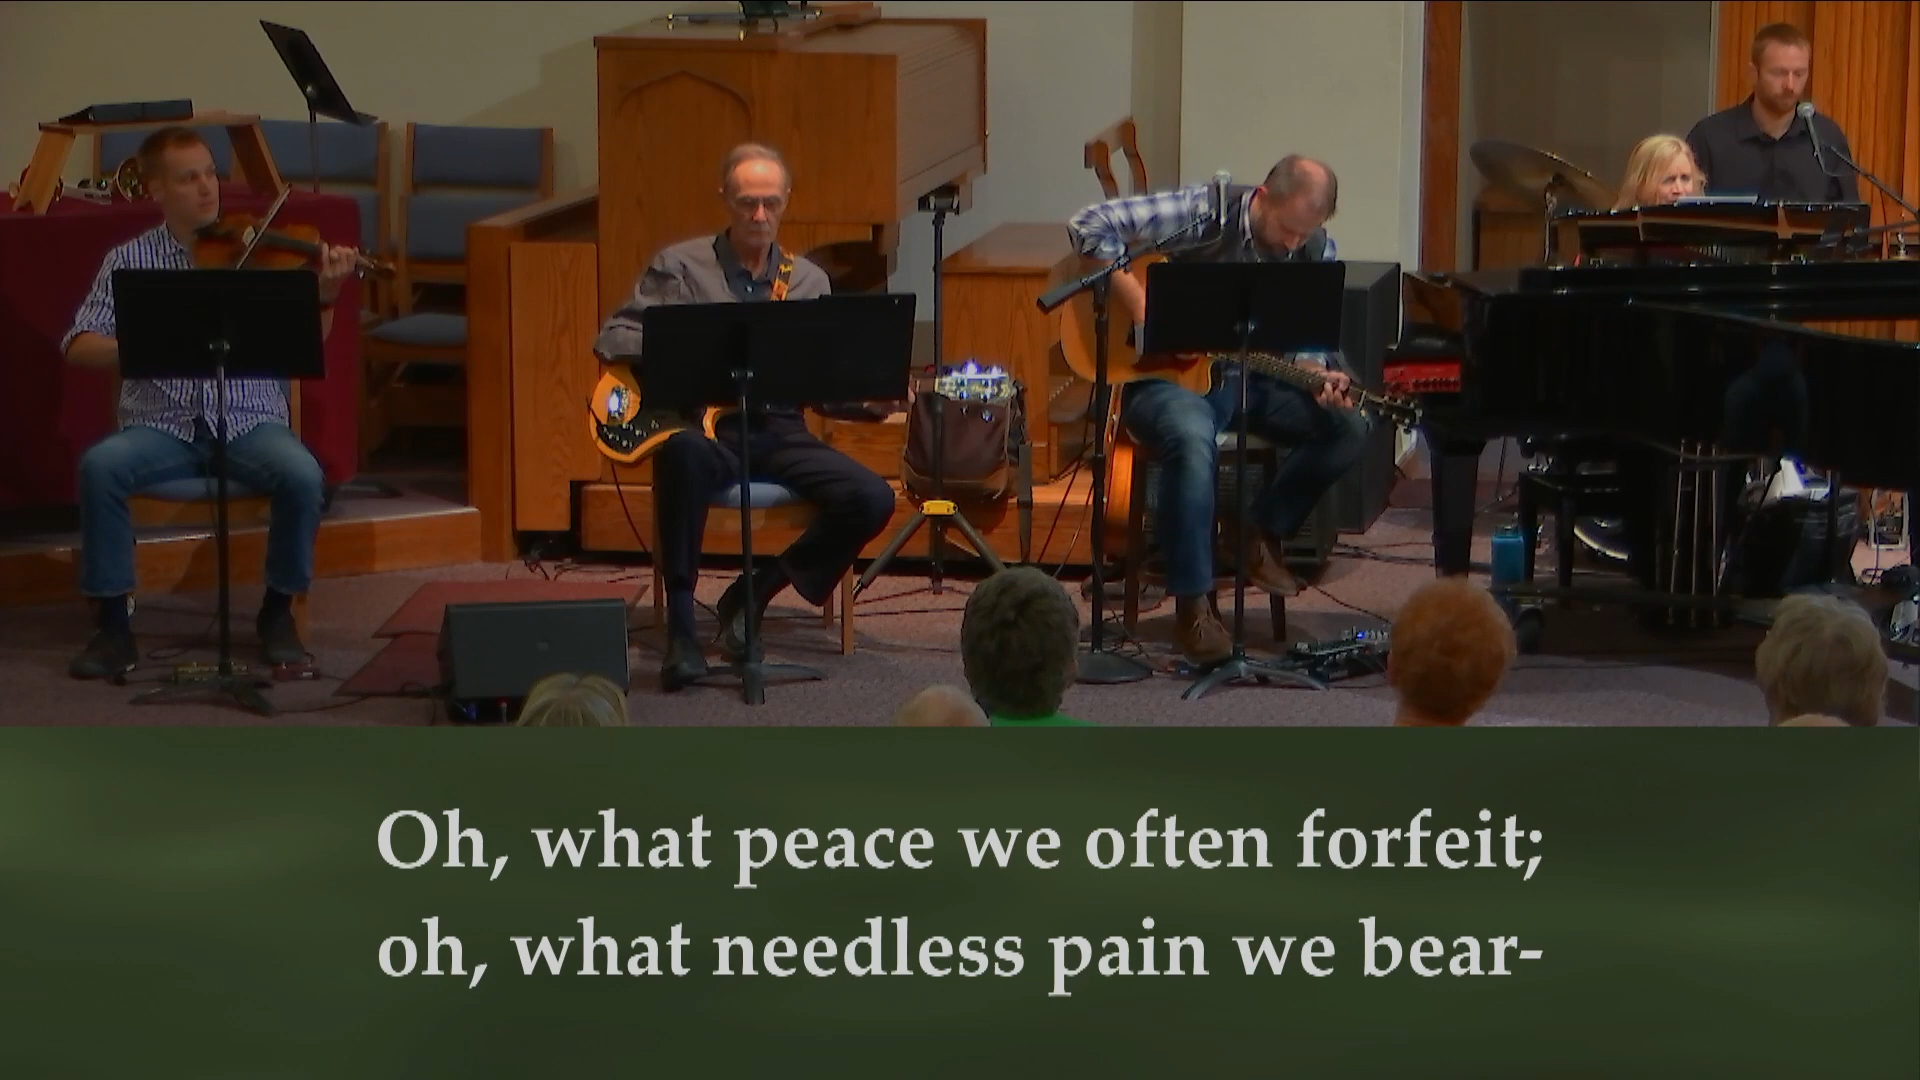 Oh, what peace we often forfeit;
oh, what needless pain we bear-